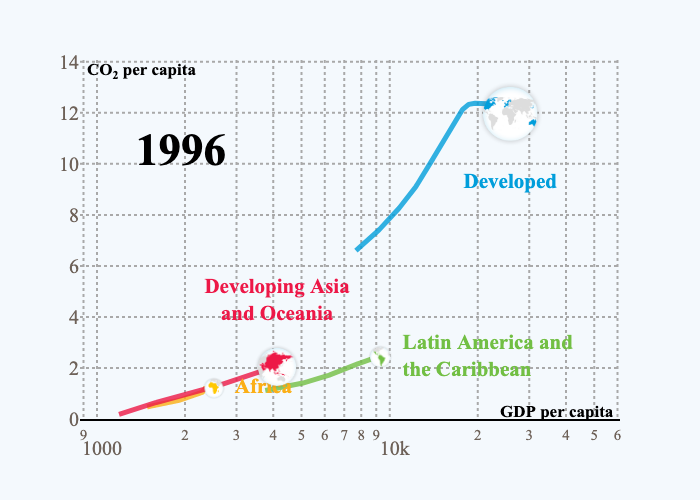 14
CO₂ per capita
12
1996
10
Developed
8
6
Developing Asia
and Oceania
4
Latin America and
the Caribbean
2
Africa
GDP per capita
0
9 2 3 4 5 6 7 8 9 2 3 4 5 6
1000 10k